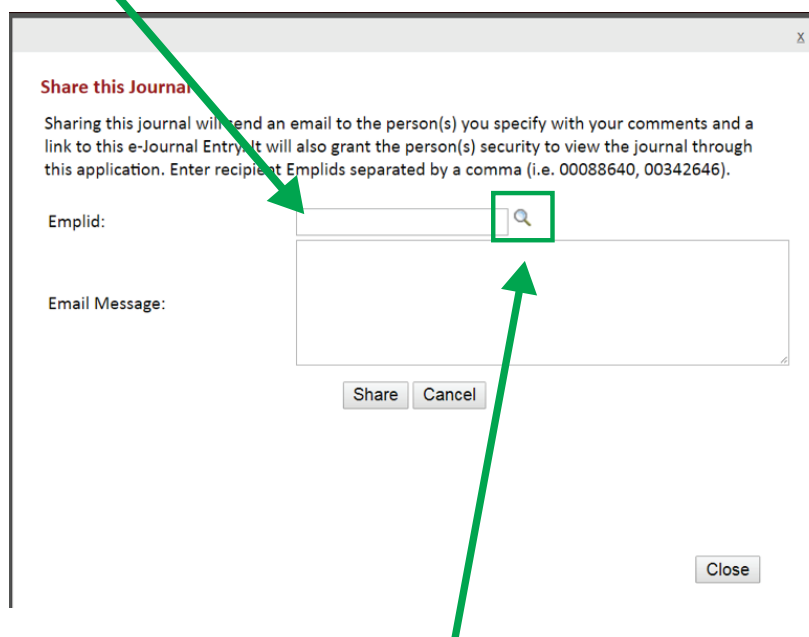 x
Share this Journal
Sharing this journal will send an email to the person(s) you specify with your comments and a
link to this e-Journal Entry. It will also grant the person(s) security to view the journal through
this application. Enter recipient Emplids separated by a comma (i.e. 00088640, 00342646).
Emplid:
Email Message:
Share Cancel
Close